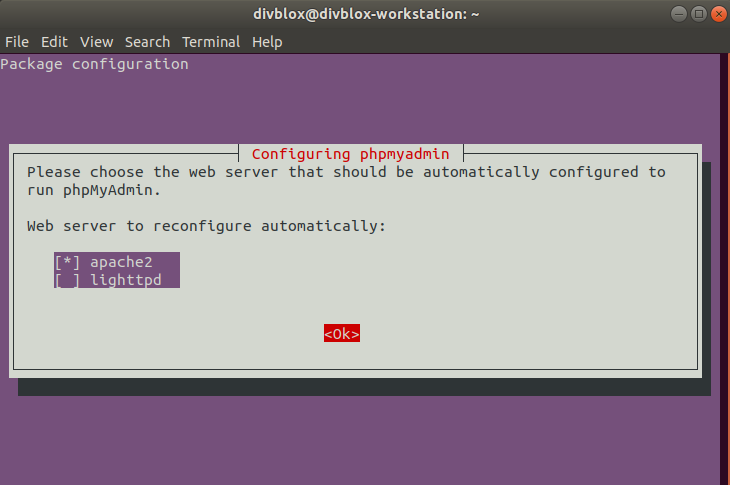 divblox@divblox-workstation: ~
File Edit View Search Terminal Help
Package configuration
Configuring phpmyadmin
Please choose the web server that should be automatically configured to
run phpMyAdmin.
Web server to reconfigure automatically:
[*] apache2
[ ] lighttpd
<Ok>